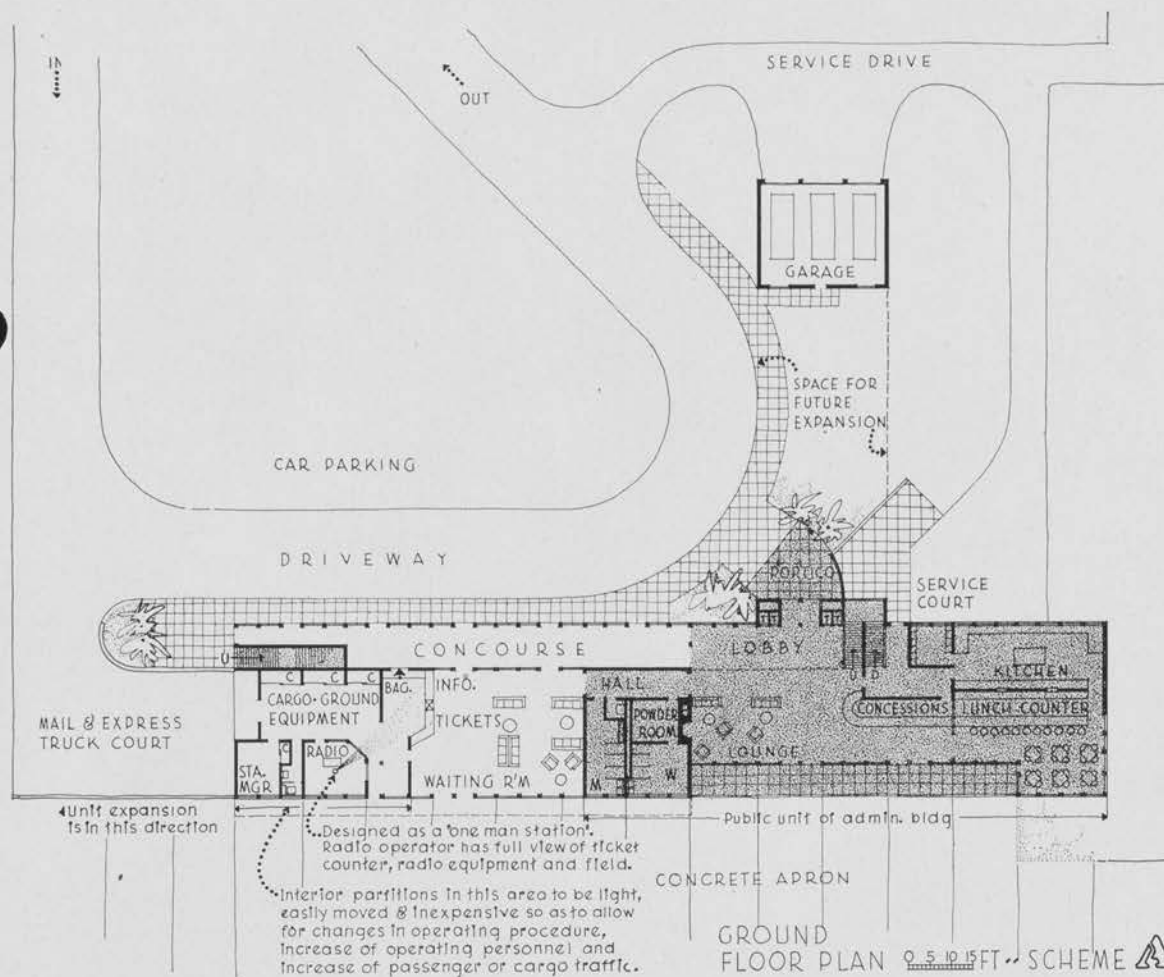 IN
OUT
SERVICE DRIVE
GARAGE
SPACE FOR
FUTURE
EXPANSION
CAR PARKING
DRIVEWAY
PORTICO
SERVICE
COURT
CONCOURSE
LOBBY
U
U D
KITCHEN
C C C
BAG.
INFO.
HALL
CARGO·GROUND
EQUIPMENT
TICKETS
POWDER
ROOM
CONCESSIONS
LUNCH·COUNTER
MAIL & EXPRESS
TRUCK COURT
C
RADIO
LOUNGE
STA.
MGR
WAITING R'M
M
W
Unit expansion
is in this direction
Public unit of admin. bldg
Designed as a "one man station".
Radio operator has full view of ticket
counter, radio equipment and field.
CONCRETE APRON
Interior partitions in this area to be light,
easily moved & inexpensive so as to allow
for changes in operating procedure,
increase of operating personnel and
increase of passenger or cargo traffic.
GROUND
FLOOR PLAN 0 5 10 15 FT·· SCHEME A